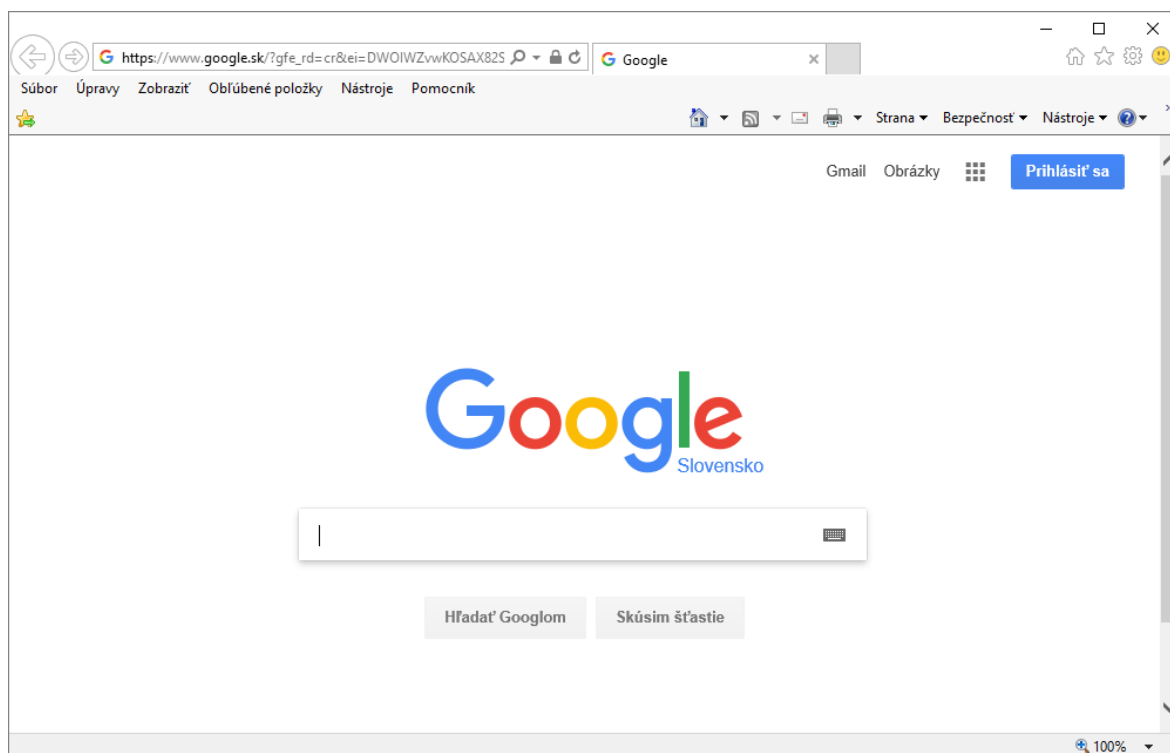 https://www.google.sk/?gfe_rd=cr&ei=DWOIWZvwKOSAX82S
Google
Súbor Úpravy Zobraziť Obľúbené položky Nástroje Pomocník
Strana Bezpečnosť Nástroje
Gmail Obrázky Prihlásiť sa
Google
Slovensko
Hľadať Googlom Skúsim šťastie
100%